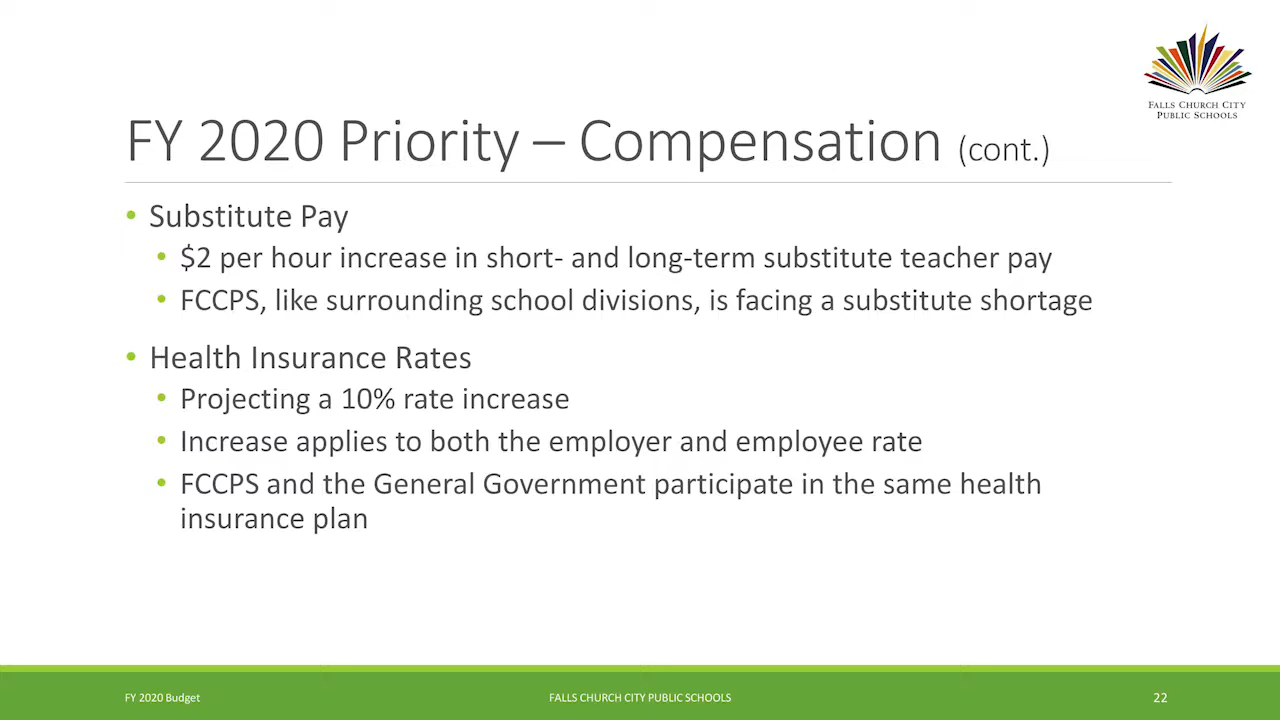 FALLS CHURCH CITY
PUBLIC SCHOOLS
FY 2020 Priority – Compensation (cont.)
• Substitute Pay
• $2 per hour increase in short- and long-term substitute teacher pay
• FCCPS, like surrounding school divisions, is facing a substitute shortage
• Health Insurance Rates
• Projecting a 10% rate increase
• Increase applies to both the employer and employee rate
• FCCPS and the General Government participate in the same health
insurance plan
FY 2020 Budget
FALLS CHURCH CITY PUBLIC SCHOOLS
22